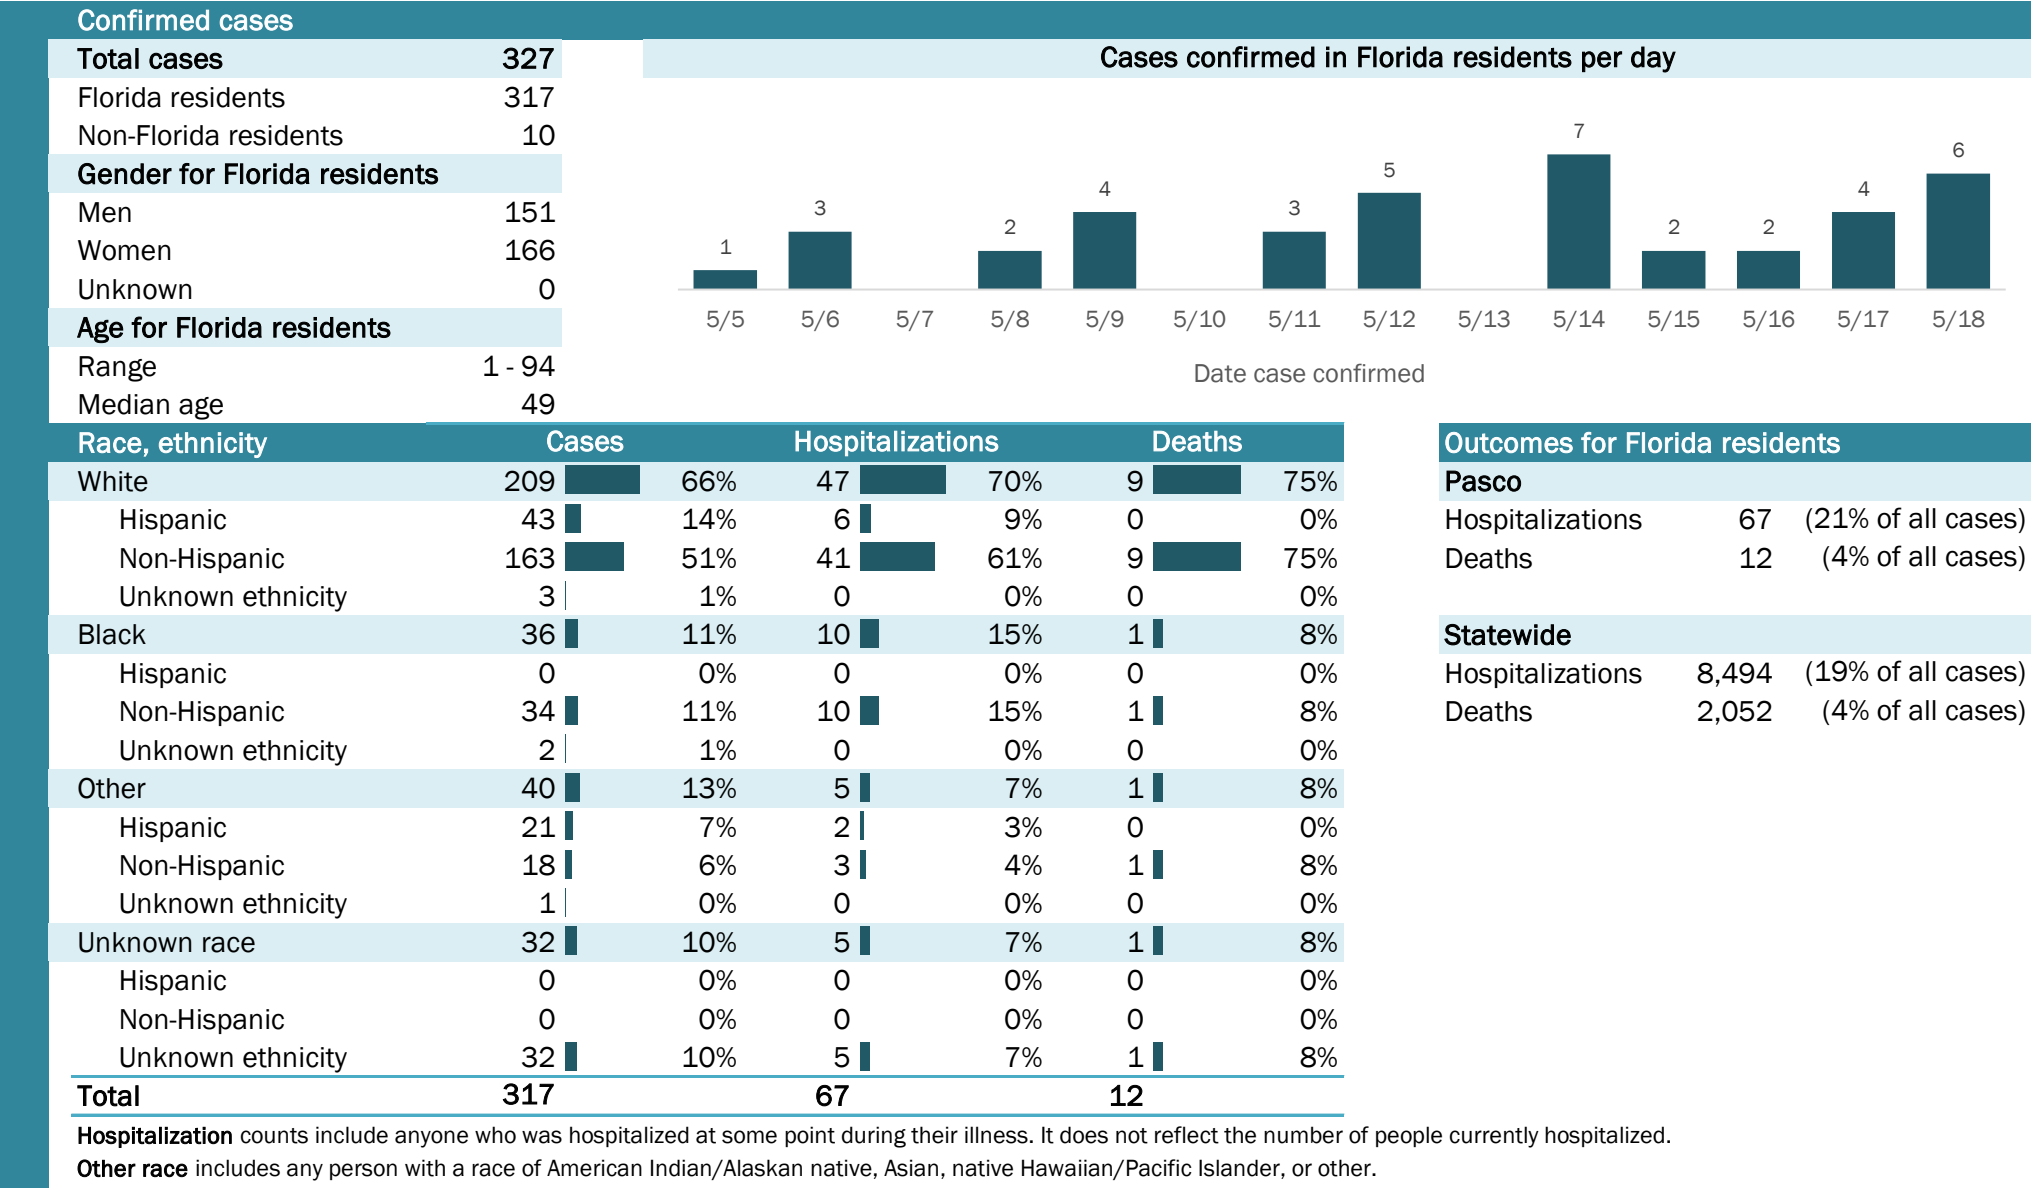 Confirmed cases
Total cases 327
Florida residents 317
Non-Florida residents 10
Gender for Florida residents
Men 151
Women 166
Unknown 0
Age for Florida residents
Range 1 - 94
Median age 49
Cases confirmed in Florida residents per day
1 3 2 4 3 5 7 2 2 4 6
5/5 5/6 5/7 5/8 5/9 5/10 5/11 5/12 5/13 5/14 5/15 5/16 5/17 5/18
Date case confirmed
Race, ethnicity Cases Hospitalizations Deaths
White 209 66% 47 70% 9 75%
Hispanic 43 14% 6 9% 0 0%
Non-Hispanic 163 51% 41 61% 9 75%
Unknown ethnicity 3 1% 0 0% 0 0%
Black 36 11% 10 15% 1 8%
Hispanic 0 0% 0 0% 0 0%
Non-Hispanic 34 11% 10 15% 1 8%
Unknown ethnicity 2 1% 0 0% 0 0%
Other 40 13% 5 7% 1 8%
Hispanic 21 7% 2 3% 0 0%
Non-Hispanic 18 6% 3 4% 1 8%
Unknown ethnicity 1 0% 0 0% 0 0%
Unknown race 32 10% 5 7% 1 8%
Hispanic 0 0% 0 0% 0 0%
Non-Hispanic 0 0% 0 0% 0 0%
Unknown ethnicity 32 10% 5 7% 1 8%
Total 317 67 12
Outcomes for Florida residents
Pasco
Hospitalizations 67 (21% of all cases)
Deaths 12 (4% of all cases)
Statewide
Hospitalizations 8,494 (19% of all cases)
Deaths 2,052 (4% of all cases)
Hospitalization counts include anyone who was hospitalized at some point during their illness. It does not reflect the number of people currently hospitalized.
Other race includes any person with a race of American Indian/Alaskan native, Asian, native Hawaiian/Pacific Islander, or other.